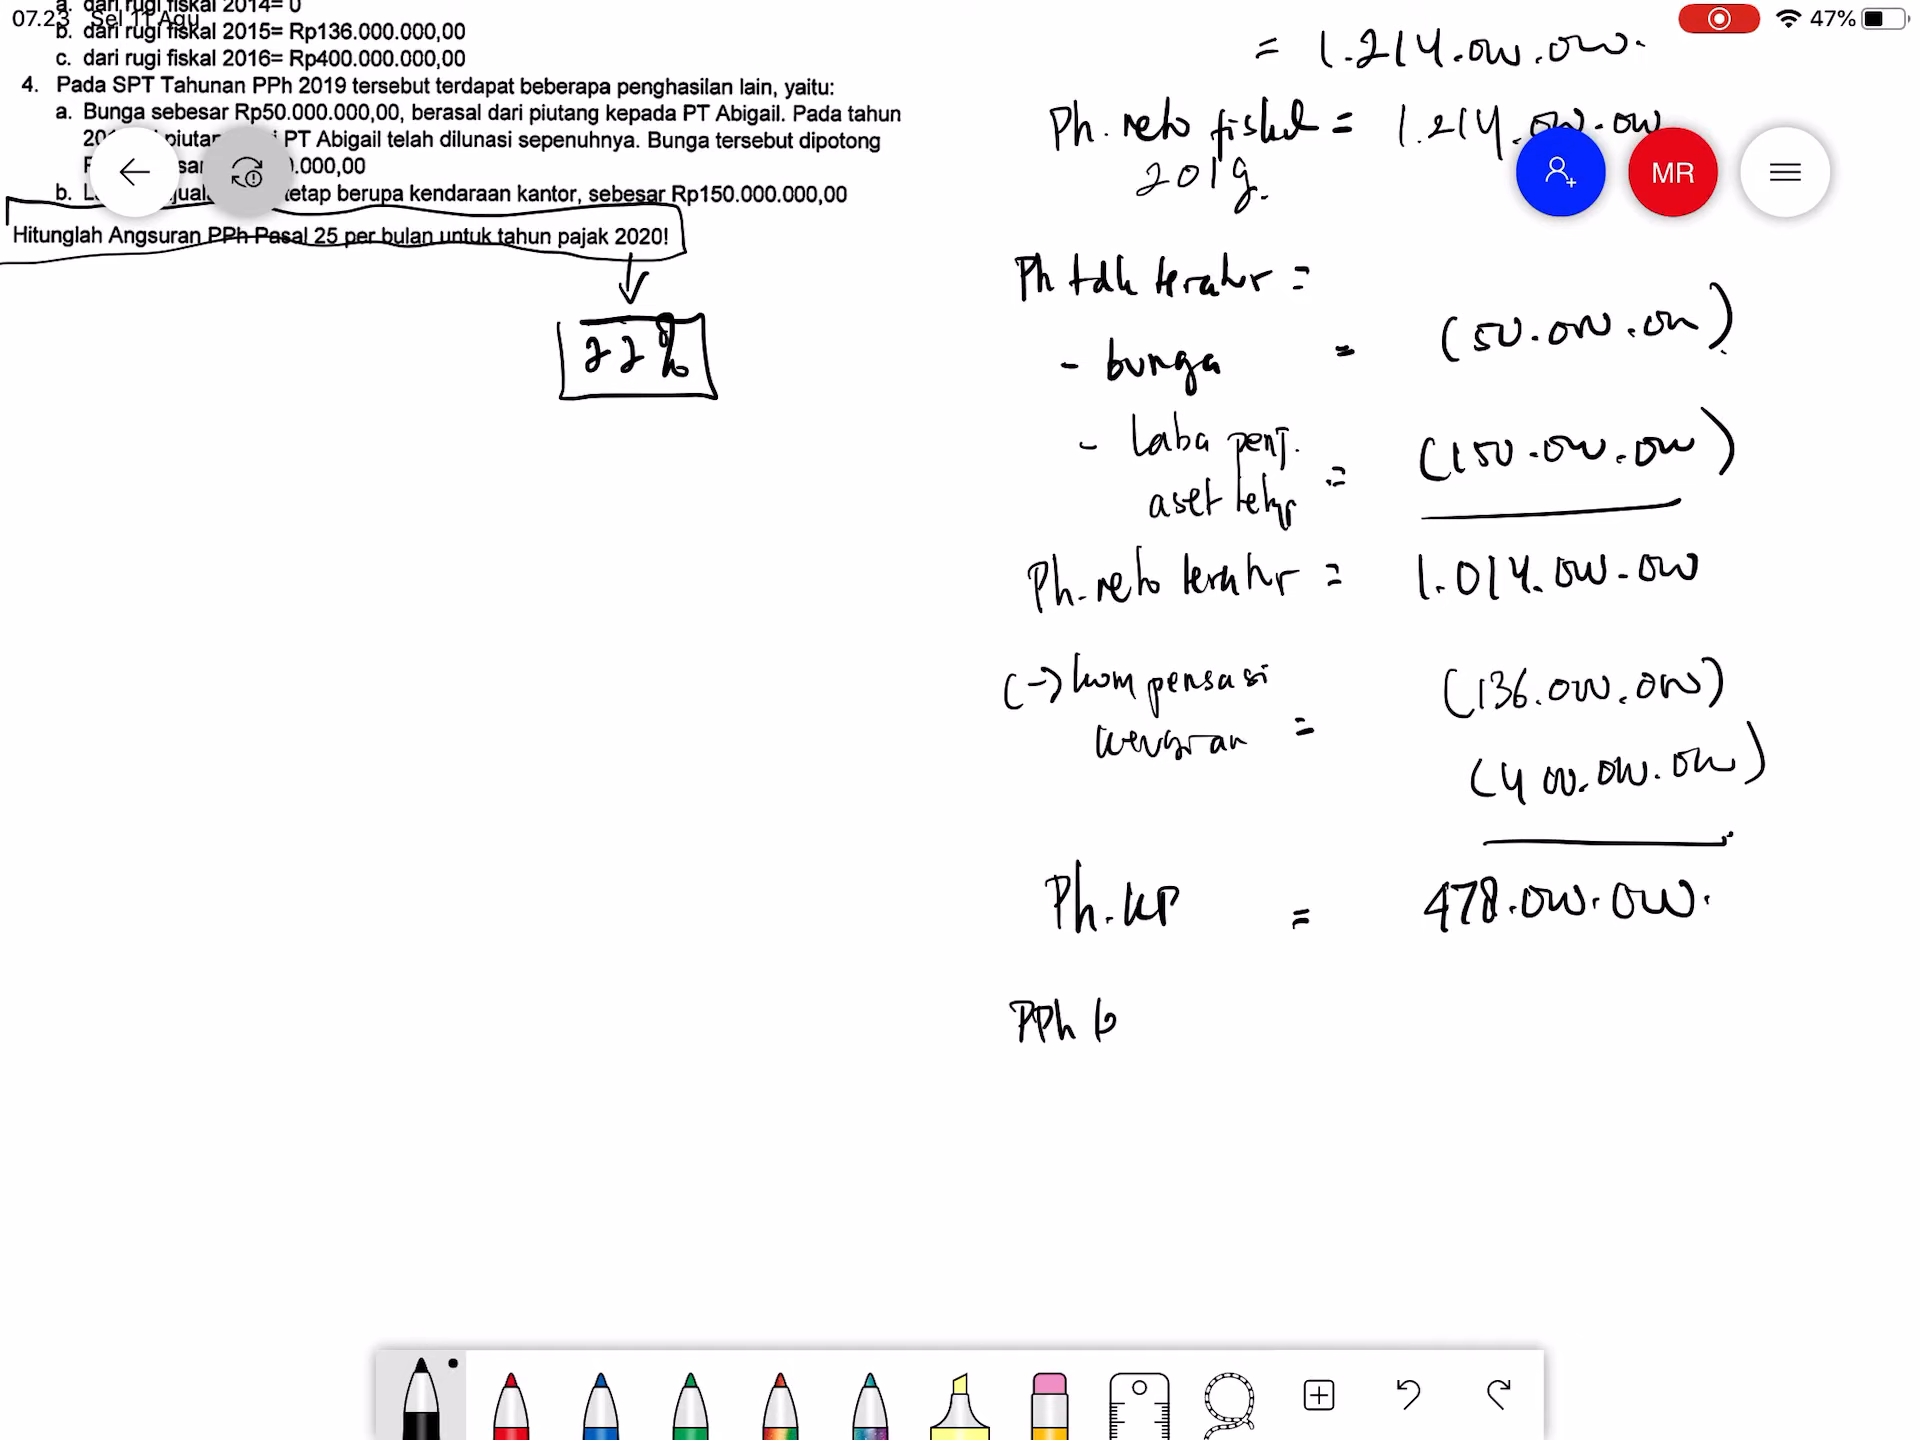 a. dari rugi fiskal 2014= 0
07.23 Sel 11 Agu
47%
b. dari rugi fiskal 2015= Rp136.000.000,00
c. dari rugi fiskal 2016= Rp400.000.000,00
4. Pada SPT Tahunan PPh 2019 tersebut terdapat beberapa penghasilan lain, yaitu:
a. Bunga sebesar Rp50.000.000,00, berasal dari piutang kepada PT Abigail. Pada tahun
PT Abigail telah dilunasi sepenuhnya. Bunga tersebut dipotong
.000,00
b. tetap berupa kendaraan kantor, sebesar Rp150.000.000,00
Hitunglah Angsuran PPh Pasal 25 per bulan untuk tahun pajak 2020!
22%
= 1.214.000.000.
Ph. neto fiskal = 1.214.000.000
2019.
MR
Ph tdk teratur =
- bunga = (50.000.000)
- Laba penj.
aset tetap = (150.000.000)
Ph. neto teratur = 1.014.000.000
(-) kompensasi (136.000.000)
kerugian =
(400.000.000)
Ph. KP = 478.000.000.
PPh